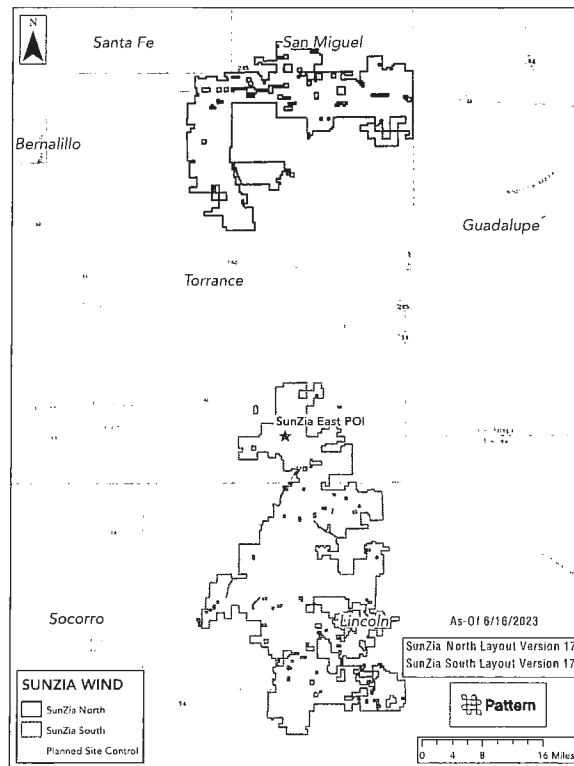 N
Santa Fe
San Miguel
285
Bernalillo
Guadalupe
Torrance
SunZia East POI
Socorro
Lincoln
As-Of 6/16/2023
SunZia North Layout Version 17
SunZia South Layout Version 17
SUNZIA WIND
SunZia North
SunZia South
Planned Site Control
Pattern
0 4 8 16 Miles